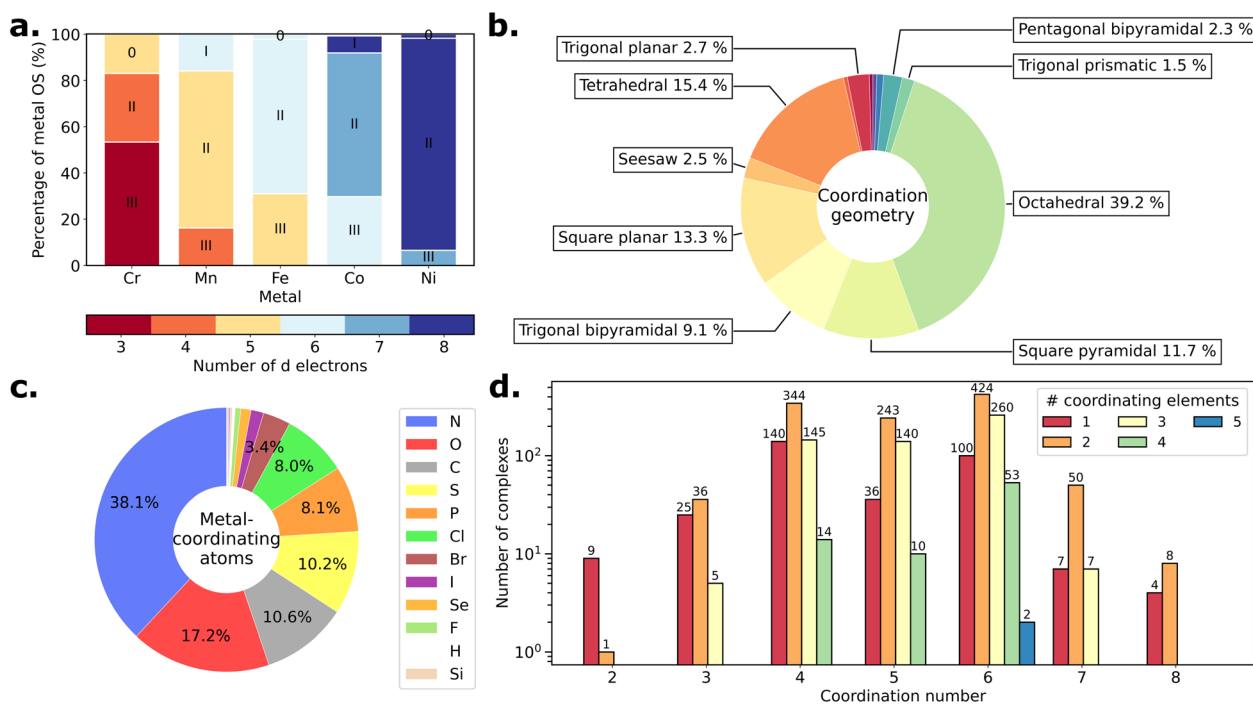 a.
Percentage of metal OS (%)
100
80
60
40
20
0
0
II
III
I
II
III
0
II
III
I
II
III
0
II
III
Cr
Mn
Fe
Co
Ni
Metal
3
4
5
6
7
8
Number of d electrons
b.
Trigonal planar 2.7 %
Tetrahedral 15.4 %
Seesaw 2.5 %
Square planar 13.3 %
Trigonal bipyramidal 9.1 %
Pentagonal bipyramidal 2.3 %
Trigonal prismatic 1.5 %
Octahedral 39.2 %
Square pyramidal 11.7 %
Coordination
geometry
c.
38.1%
17.2%
10.6%
10.2%
8.1%
8.0%
3.4%
Metal-
coordinating
atoms
N
O
C
S
P
Cl
Br
I
Se
F
H
Si
d.
Number of complexes
10²
10¹
10⁰
# coordinating elements
1
2
3
4
5
9
1
25
36
5
140
344
145
14
36
243
140
10
100
424
260
53
2
7
50
7
4
8
2
3
4
5
6
7
8
Coordination number